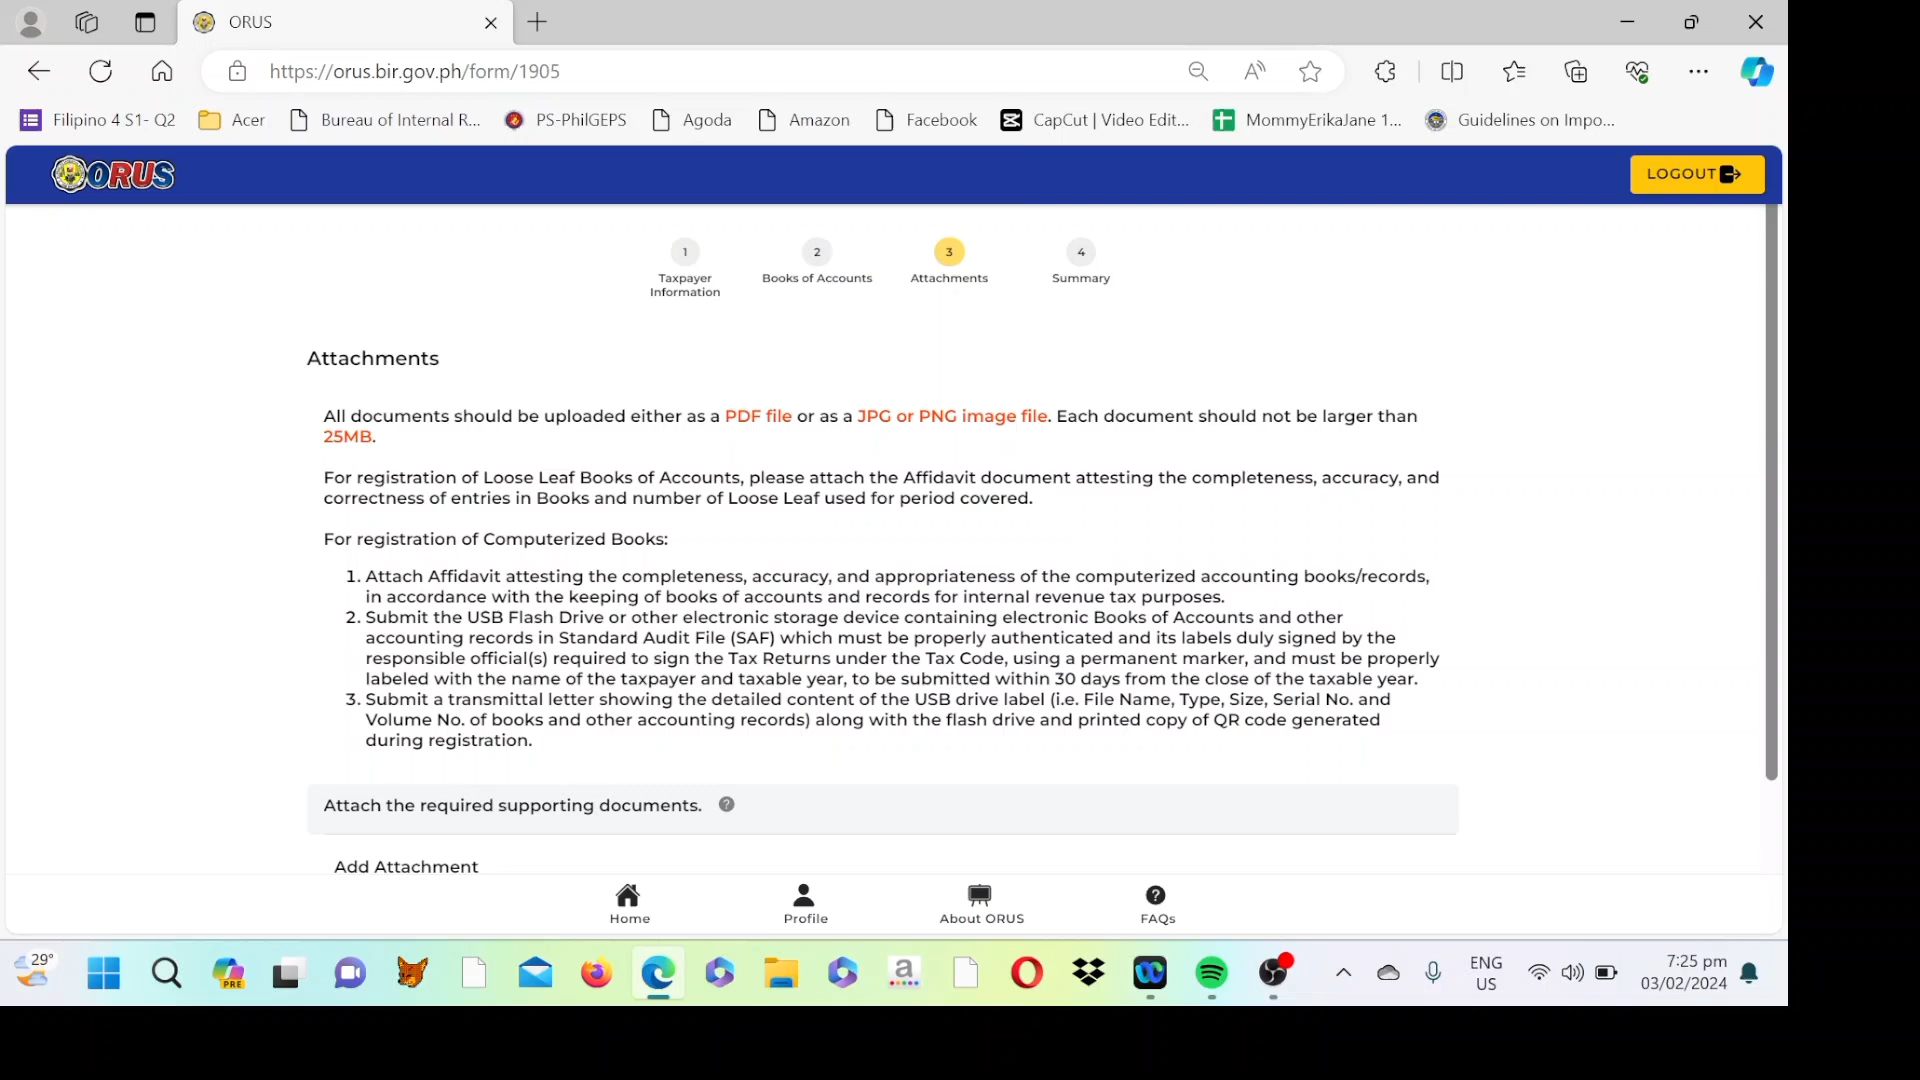 ORUS
https://orus.bir.gov.ph/form/1905
Filipino 4 S1- Q2
Acer
Bureau of Internal R...
PS-PhilGEPS
Agoda
Amazon
Facebook
CapCut | Video Edit...
MommyErikaJane 1...
Guidelines on Impo...
ORUS
LOGOUT
1
Taxpayer
Information
2
Books of Accounts
3
Attachments
4
Summary
Attachments
All documents should be uploaded either as a PDF file or as a JPG or PNG image file. Each document should not be larger than
25MB.
For registration of Loose Leaf Books of Accounts, please attach the Affidavit document attesting the completeness, accuracy, and
correctness of entries in Books and number of Loose Leaf used for period covered.
For registration of Computerized Books:
1. Attach Affidavit attesting the completeness, accuracy, and appropriateness of the computerized accounting books/records,
in accordance with the keeping of books of accounts and records for internal revenue tax purposes.
2. Submit the USB Flash Drive or other electronic storage device containing electronic Books of Accounts and other
accounting records in Standard Audit File (SAF) which must be properly authenticated and its labels duly signed by the
responsible official(s) required to sign the Tax Returns under the Tax Code, using a permanent marker, and must be properly
labeled with the name of the taxpayer and taxable year, to be submitted within 30 days from the close of the taxable year.
3. Submit a transmittal letter showing the detailed content of the USB drive label (i.e. File Name, Type, Size, Serial No. and
Volume No. of books and other accounting records) along with the flash drive and printed copy of QR code generated
during registration.
Attach the required supporting documents.
Add Attachment
Home
Profile
About ORUS
FAQs
29°
PRE
a
ENG
US
7:25 pm
03/02/2024